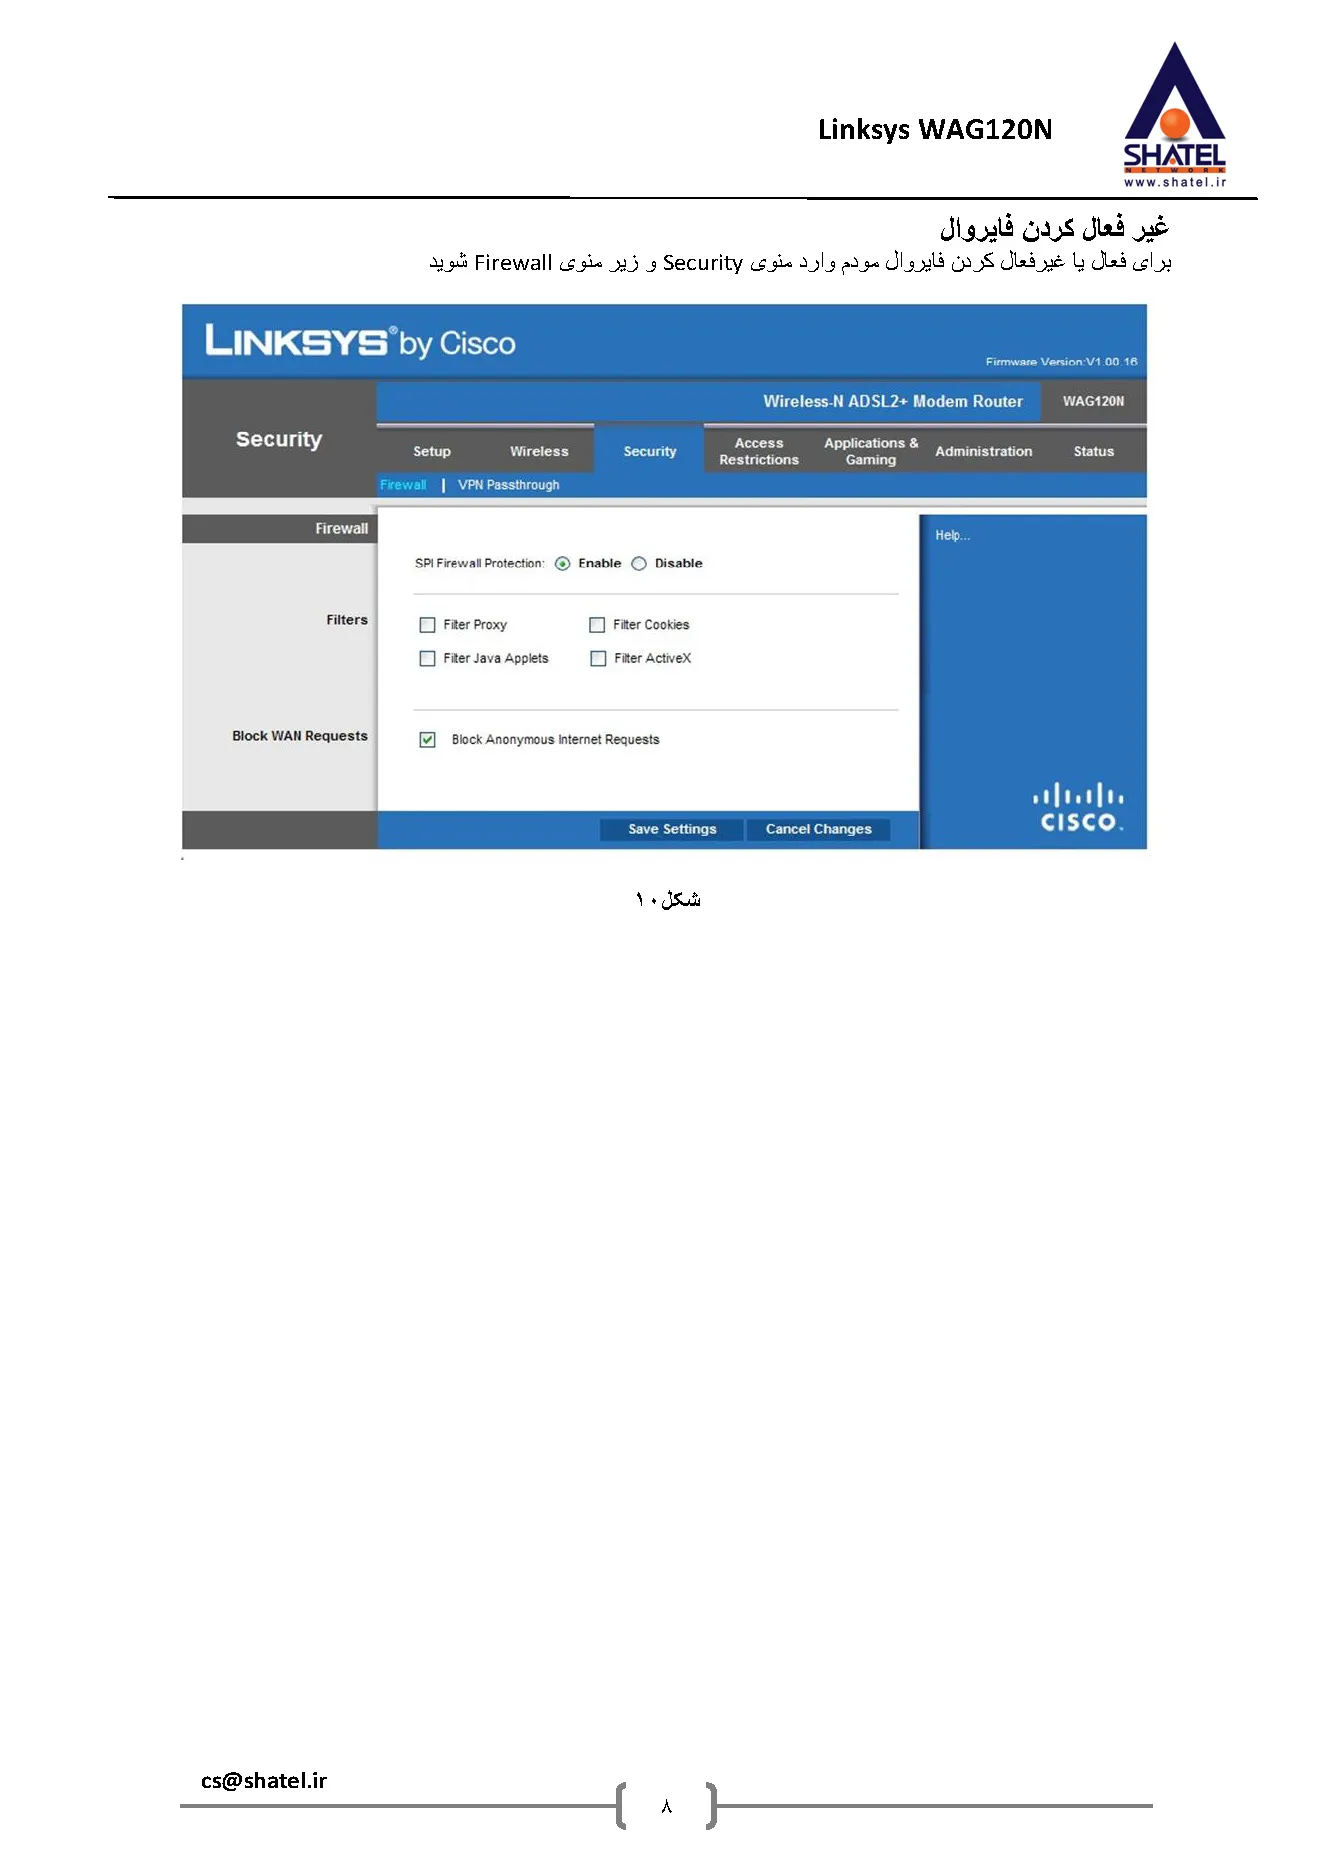 Linksys WAG120N
SHATEL
NETWORK
www.shatel.ir
غیر فعال کردن فایروال
برای فعال یا غیرفعال کردن فایروال مودم وارد منوی Security و زیر منوی Firewall شوید
LINKSYS® by Cisco
Firmware Version:V1.00.16
Wireless-N ADSL2+ Modem Router
WAG120N
Security
Setup
Wireless
Security
Access Restrictions
Applications & Gaming
Administration
Status
Firewall | VPN Passthrough
Firewall
Help...
SPI Firewall Protection: Enable Disable
Filters
Filter Proxy
Filter Cookies
Filter Java Applets
Filter ActiveX
Block WAN Requests
Block Anonymous Internet Requests
CISCO.
Save Settings
Cancel Changes
شکل۱۰
cs@shatel.ir
۸